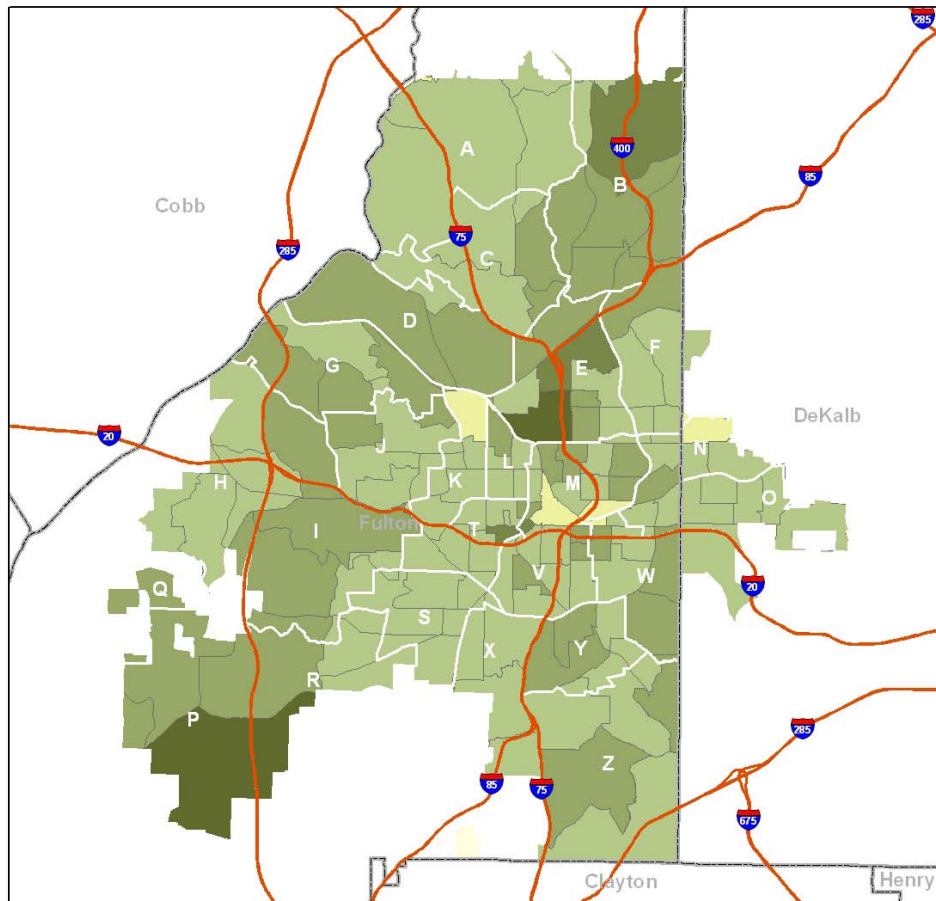 285
A
400
B
85
Cobb
75
285
C
D
F
G
E
DeKalb
20
J
N
L
K
M
H
O
Fulton
I
T
V
W
20
Q
S
Y
X
R
P
285
Z
85
75
675
Clayton
Henry